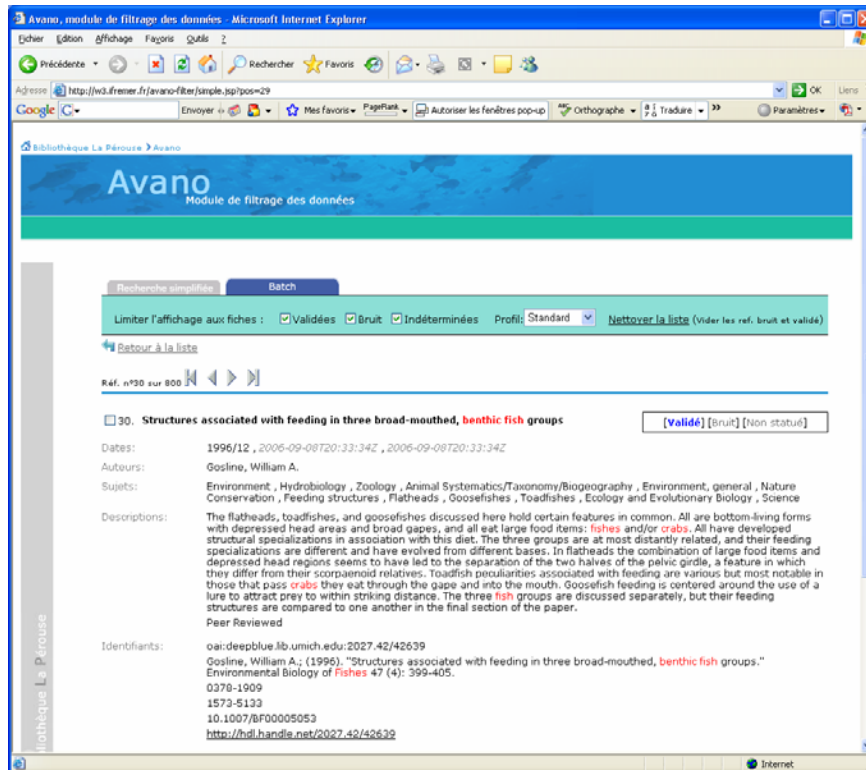 Avano, module de filtrage des données - Microsoft Internet Explorer
Fichier Edition Affichage Favoris Outils ?
Précédente Rechercher Favoris
Adresse http://w3.ifremer.fr/avano-filter/simple.jsp?pos=29 OK Liens
Google Envoyer Mes favoris PageRank Autoriser les fenêtres pop-up Orthographe Traduire Paramètres
Bibliothèque La Pérouse > Avano
Avano
Module de filtrage des données
Recherche simplifiée Batch
Limiter l'affichage aux fiches : Validées Bruit Indéterminées Profil: Standard Nettoyer la liste (Vider les ref. bruit et validé)
Retour à la liste
Réf. n°30 sur 800
30. Structures associated with feeding in three broad-mouthed, benthic fish groups [Validé] [Bruit] [Non statué]
Dates: 1996/12 , 2006-09-08T20:33:34Z , 2006-09-08T20:33:34Z
Auteurs: Gosline, William A.
Sujets: Environment , Hydrobiology , Zoology , Animal Systematics/Taxonomy/Biogeography , Environment, general , Nature
Conservation , Feeding structures , Flatheads , Goosefishes , Toadfishes , Ecology and Evolutionary Biology , Science
Descriptions: The flatheads, toadfishes, and goosefishes discussed here hold certain features in common. All are bottom-living forms
with depressed head areas and broad gapes, and all eat large food items: fishes and/or crabs. All have developed
structural specializations in association with this diet. The three groups are at most distantly related, and their feeding
specializations are different and have evolved from different bases. In flatheads the combination of large food items and
depressed head regions seems to have led to the separation of the two halves of the pelvic girdle, a feature in which
they differ from their scorpaenoid relatives. Toadfish peculiarities associated with feeding are various but most notable in
those that pass crabs they eat through the gape and into the mouth. Goosefish feeding is centered around the use of a
lure to attract prey to within striking distance. The three fish groups are discussed separately, but their feeding
structures are compared to one another in the final section of the paper.
Peer Reviewed
Identifiants: oai:deepblue.lib.umich.edu:2027.42/42639
Gosline, William A.; (1996). "Structures associated with feeding in three broad-mouthed, benthic fish groups."
Environmental Biology of Fishes 47 (4): 399-405.
0378-1909
1573-5133
10.1007/BF00005053
http://hdl.handle.net/2027.42/42639
bliothèque La Pérouse
Internet